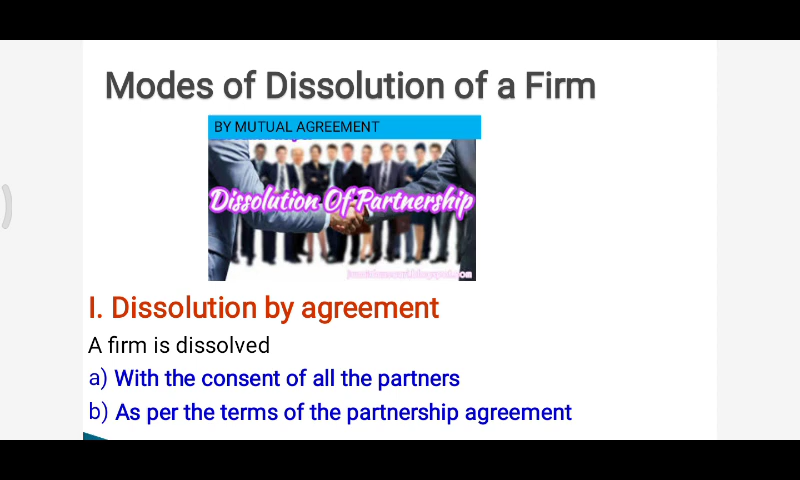 Modes of Dissolution of a Firm
BY MUTUAL AGREEMENT
Dissolution Of Partnership
I. Dissolution by agreement
A firm is dissolved
a) With the consent of all the partners
b) As per the terms of the partnership agreement